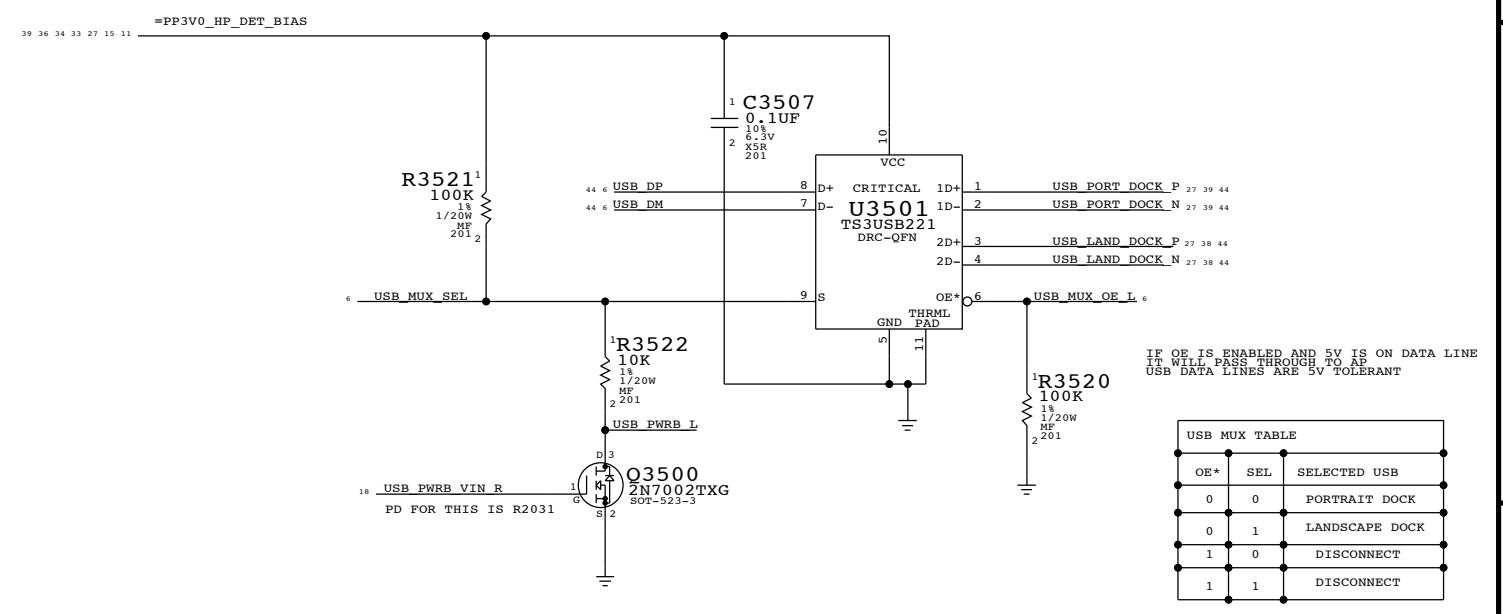 =PP3V0_HP_DET_BIAS
39 36 34 33 27 15 11
1
C3507
0.1UF
10%
6.3V
X5R
201
2
10
VCC
R3521
1
100K
1%
1/20W
MF
201
2
44 6 USB_DP 8 D+ CRITICAL 1D+ 1 USB_PORT_DOCK_P 27 39 44
44 6 USB_DM 7 D- 1D- 2 USB_PORT_DOCK_N 27 39 44
U3501
TS3USB221
DRC-QFN
2D+ 3 USB_LAND_DOCK_P 27 38 44
2D- 4 USB_LAND_DOCK_N 27 38 44
6 USB_MUX_SEL 9 S OE* 6 USB_MUX_OE_L 6
GND THRML PAD
5 11
1
R3522
10K
1%
1/20W
MF
201
2
USB_PWRB_L
1
R3520
100K
1%
1/20W
MF
201
2
D 3
Q3500
2N7002TXG
SOT-523-3
18 USB_PWRB_VIN_R 1
G
PD FOR THIS IS R2031
S 2
IF OE IS ENABLED AND 5V IS ON DATA LINE
IT WILL PASS THROUGH TO AP
USB DATA LINES ARE 5V TOLERANT
USB MUX TABLE
OE* SEL SELECTED USB
0 0 PORTRAIT DOCK
0 1 LANDSCAPE DOCK
1 0 DISCONNECT
1 1 DISCONNECT